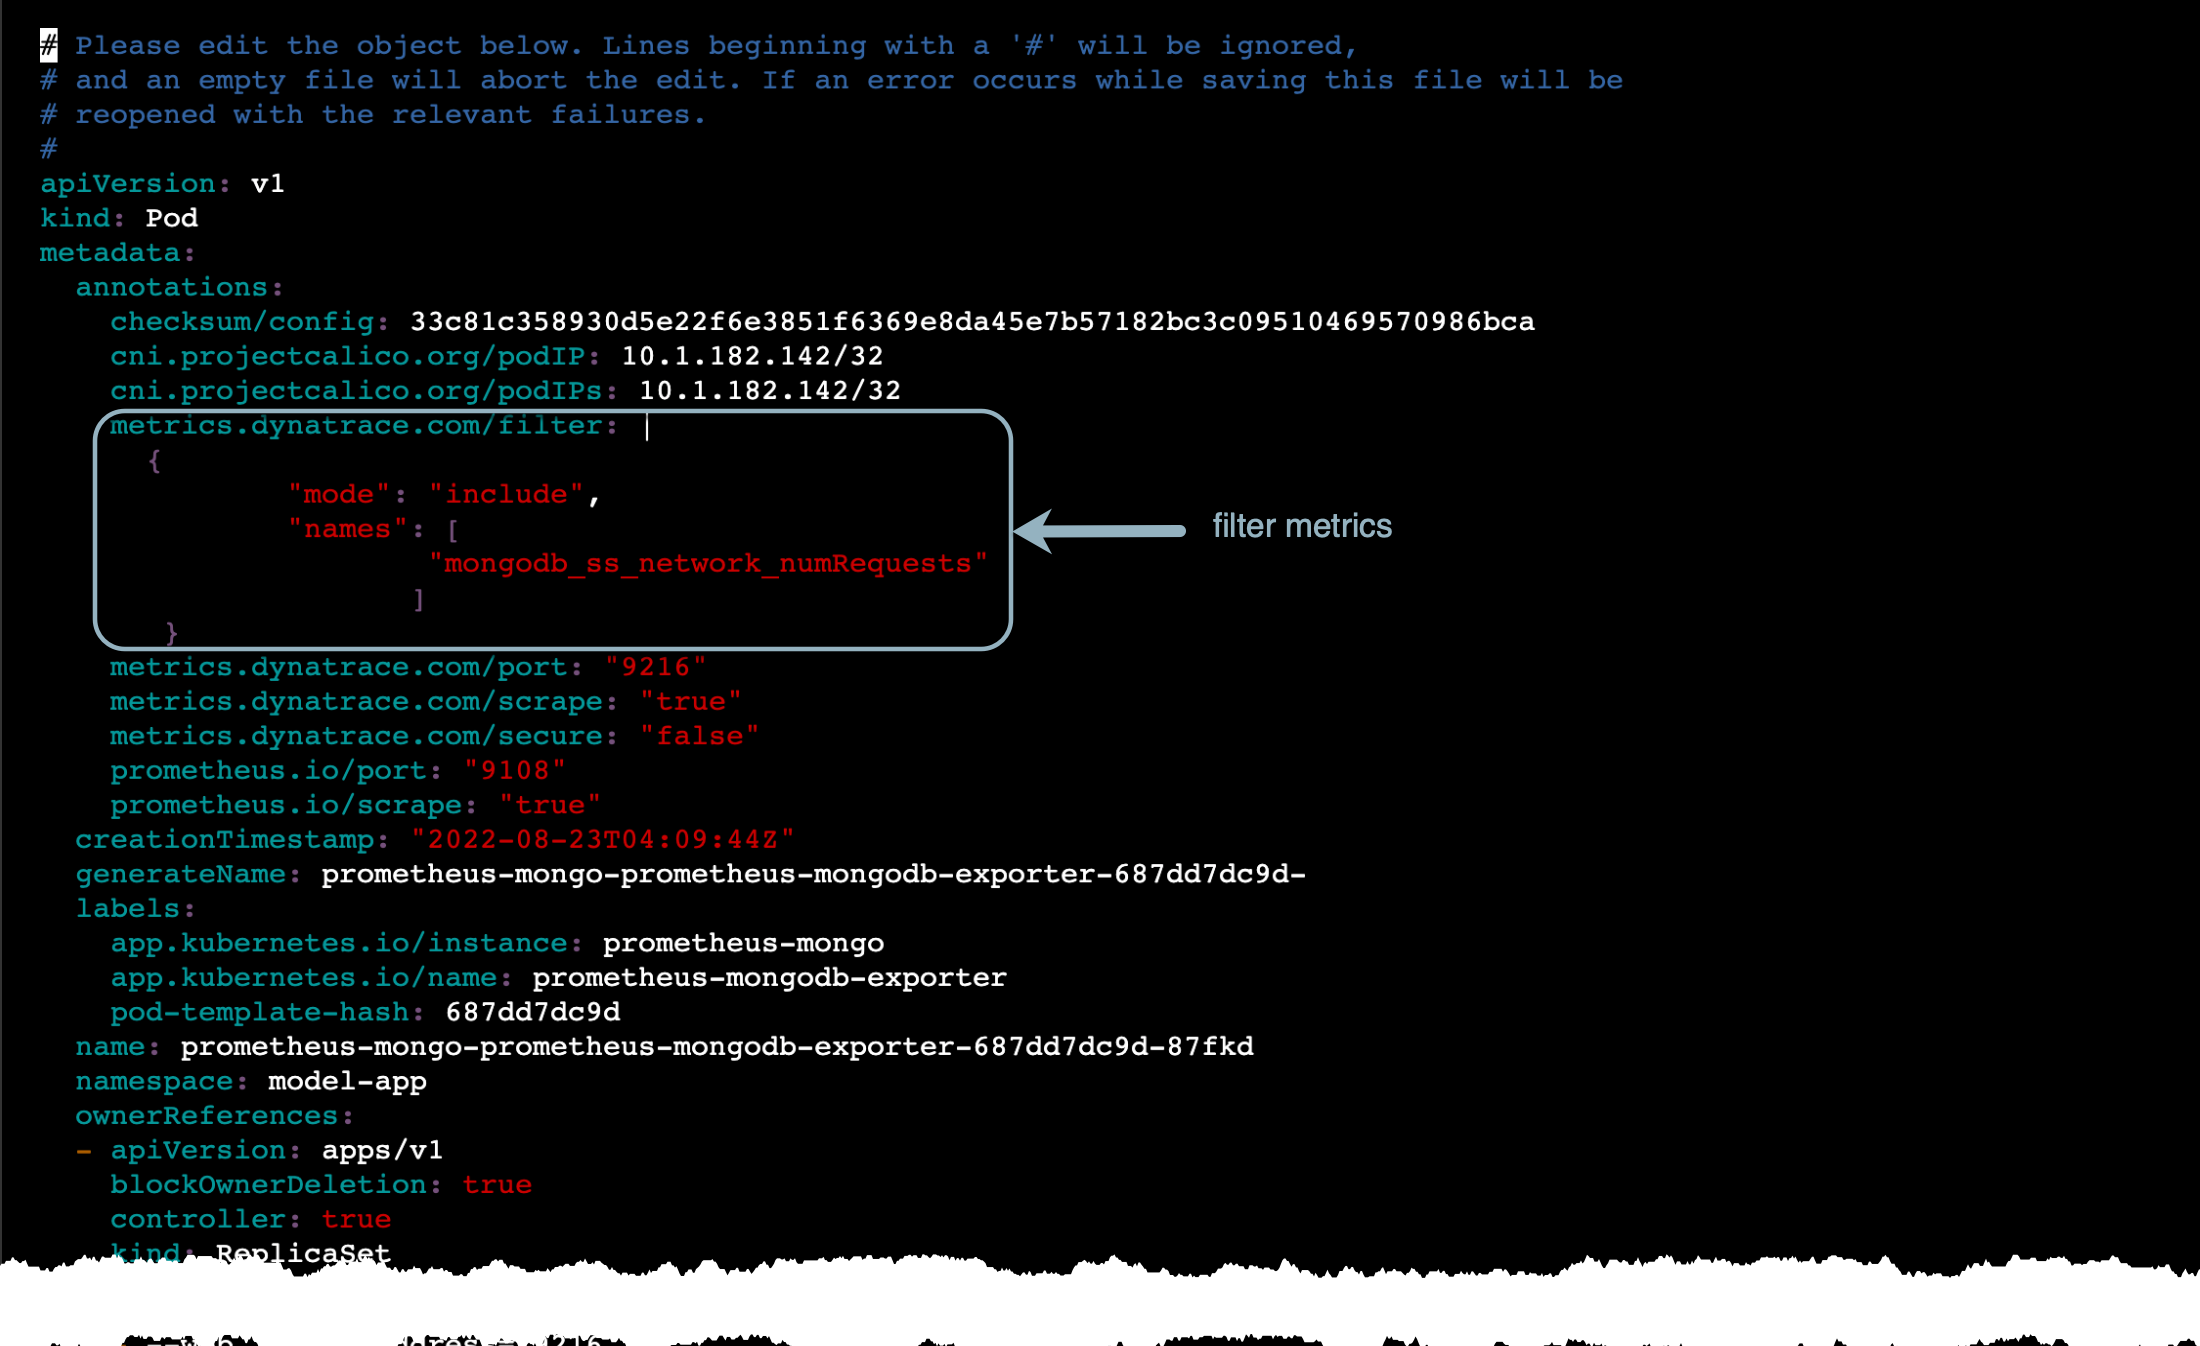 # Please edit the object below. Lines beginning with a '#' will be ignored,
# and an empty file will abort the edit. If an error occurs while saving this file will be
# reopened with the relevant failures.
#
apiVersion: v1
kind: Pod
metadata:
  annotations:
    checksum/config: 33c81c358930d5e22f6e3851f6369e8da45e7b57182bc3c09510469570986bca
    cni.projectcalico.org/podIP: 10.1.182.142/32
    cni.projectcalico.org/podIPs: 10.1.182.142/32
    metrics.dynatrace.com/filter: |
      {
              "mode": "include",
              "names": [
                      "mongodb_ss_network_numRequests"
                     ]
       }
filter metrics
    metrics.dynatrace.com/port: "9216"
    metrics.dynatrace.com/scrape: "true"
    metrics.dynatrace.com/secure: "false"
    prometheus.io/port: "9108"
    prometheus.io/scrape: "true"
  creationTimestamp: "2022-08-23T04:09:44Z"
  generateName: prometheus-mongo-prometheus-mongodb-exporter-687dd7dc9d-
  labels:
    app.kubernetes.io/instance: prometheus-mongo
    app.kubernetes.io/name: prometheus-mongodb-exporter
    pod-template-hash: 687dd7dc9d
  name: prometheus-mongo-prometheus-mongodb-exporter-687dd7dc9d-87fkd
  namespace: model-app
  ownerReferences:
  - apiVersion: apps/v1
    blockOwnerDeletion: true
    controller: true
    kind: ReplicaSet